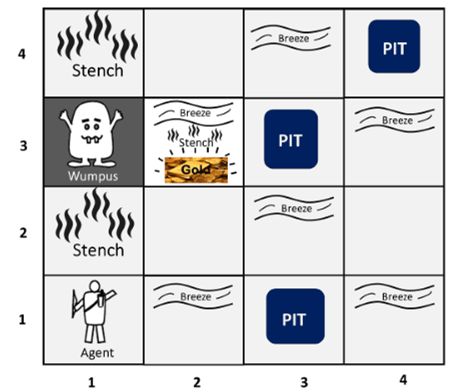 4
Stench
Breeze
PIT
3
Wumpus
Breeze
Stench
Gold
PIT
Breeze
2
Stench
Breeze
1
Agent
Breeze
PIT
Breeze
1 2 3 4